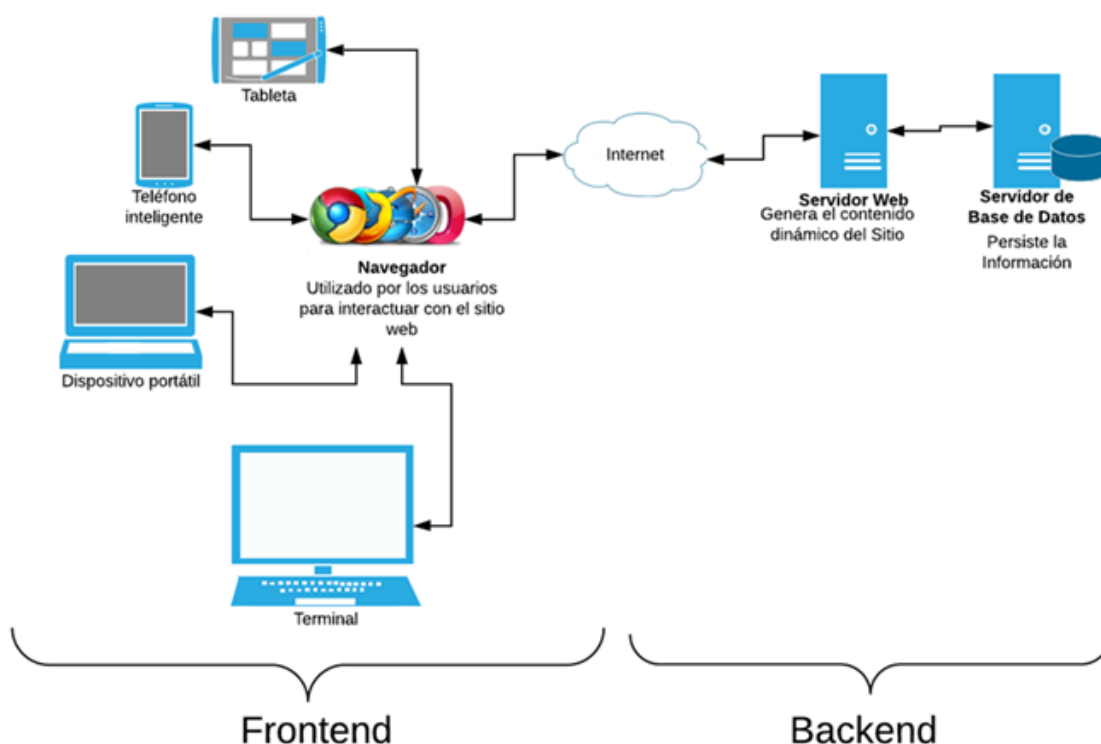 Tableta
Teléfono
inteligente
Internet
Navegador
Utilizado por los usuarios
para interactuar con el sitio
web
Dispositivo portátil
Terminal
Servidor Web
Genera el contenido
dinámico del Sitio
Servidor de
Base de Datos
Persiste la
Información
Frontend
Backend